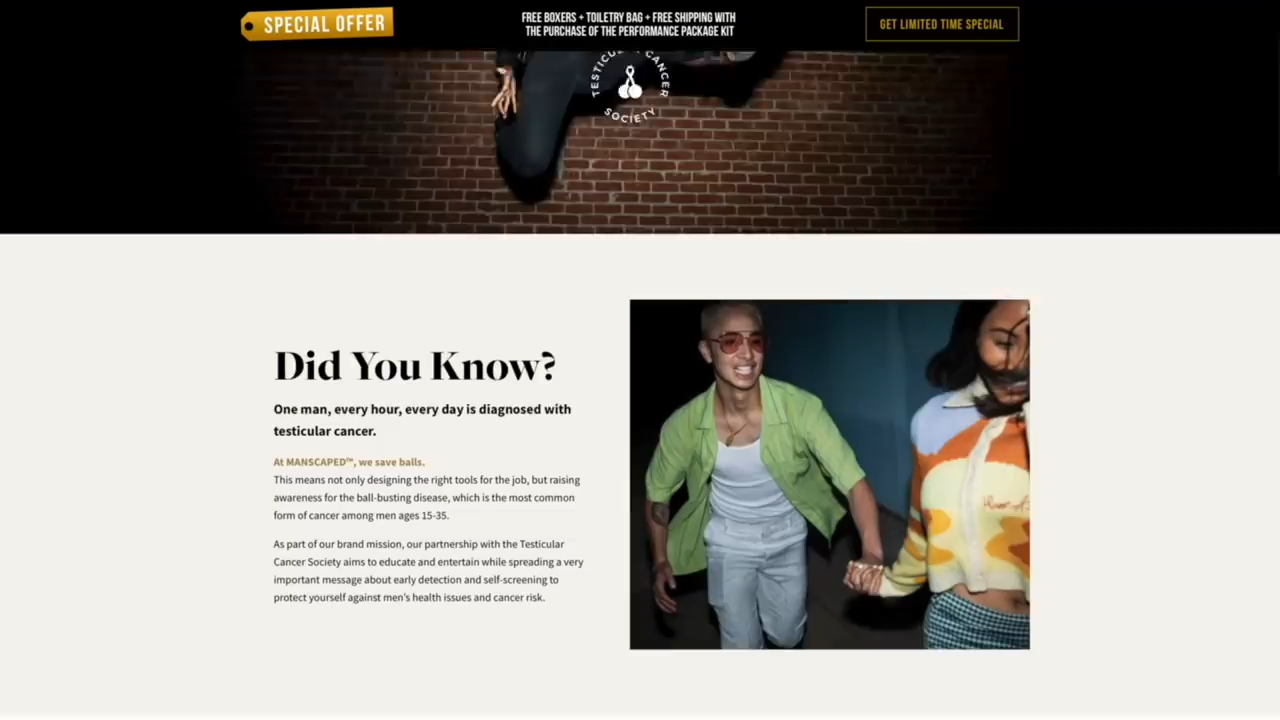 SPECIAL OFFER
FREE BOXERS + TOILETRY BAG + FREE SHIPPING WITH
THE PURCHASE OF THE PERFORMANCE PACKAGE KIT
GET LIMITED TIME SPECIAL
TESTICULAR CANCER
SOCIETY
Did You Know?
One man, every hour, every day is diagnosed with
testicular cancer.
At MANSCAPED™, we save balls.
This means not only designing the right tools for the job, but raising
awareness for the ball-busting disease, which is the most common
form of cancer among men ages 15-35.
As part of our brand mission, our partnership with the Testicular
Cancer Society aims to educate and entertain while spreading a very
important message about early detection and self-screening to
protect yourself against men's health issues and cancer risk.